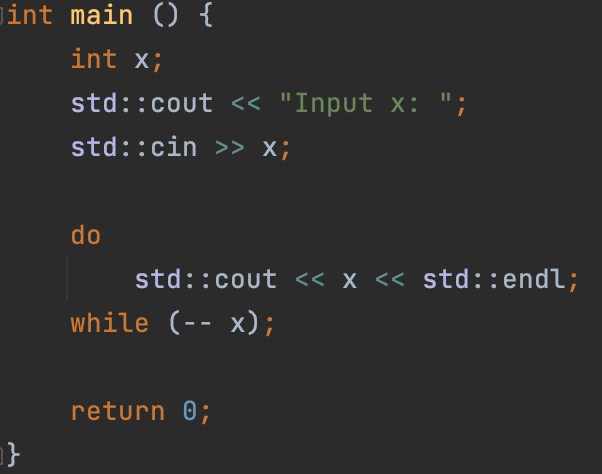 int main () {
    int x;
    std::cout << "Input x: ";
    std::cin >> x;

    do
        std::cout << x << std::endl;
    while (-- x);

    return 0;
}